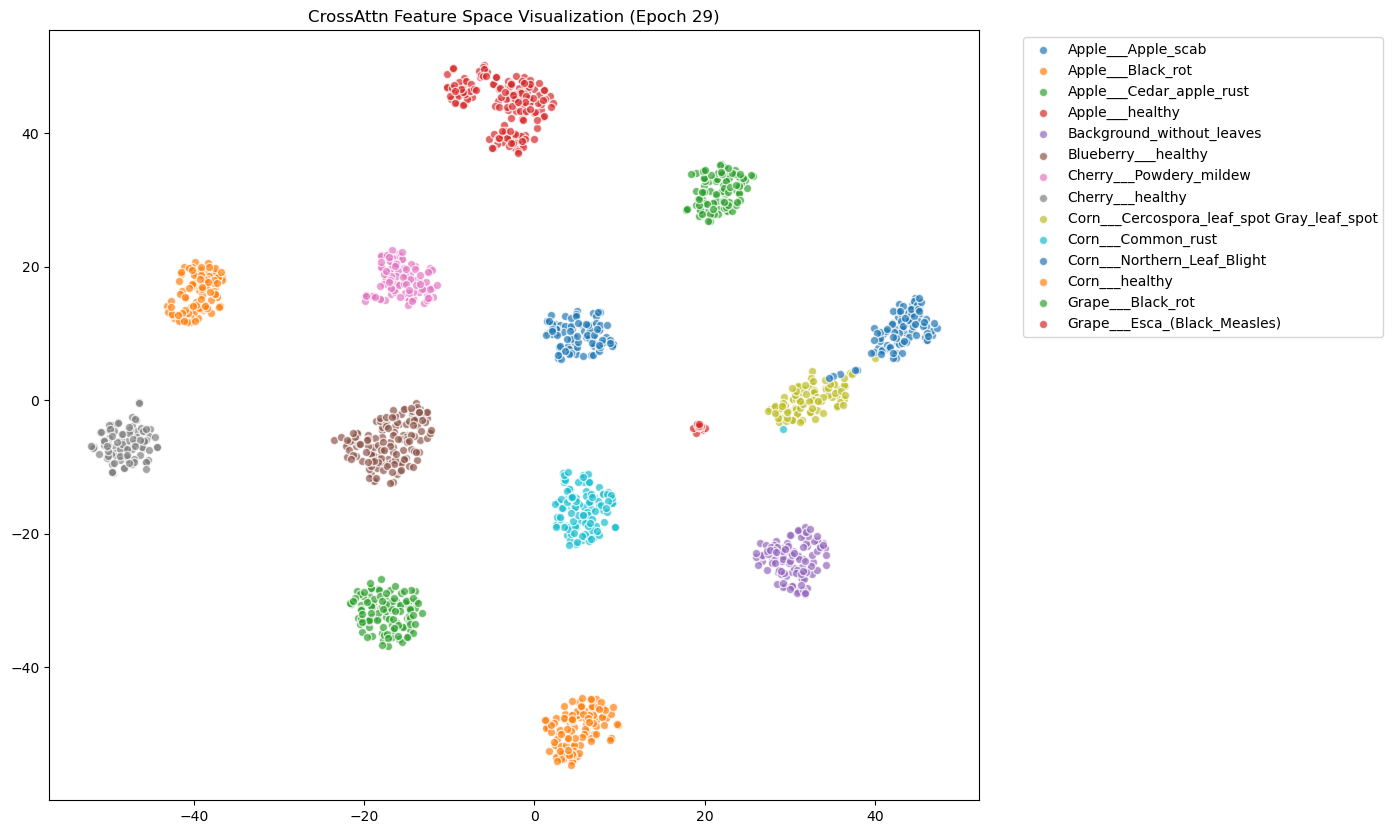 CrossAttn Feature Space Visualization (Epoch 29)
40
20
0
−20
−40
−40
−20
0
20
40
Apple___Apple_scab
Apple___Black_rot
Apple___Cedar_apple_rust
Apple___healthy
Background_without_leaves
Blueberry___healthy
Cherry___Powdery_mildew
Cherry___healthy
Corn___Cercospora_leaf_spot Gray_leaf_spot
Corn___Common_rust
Corn___Northern_Leaf_Blight
Corn___healthy
Grape___Black_rot
Grape___Esca_(Black_Measles)